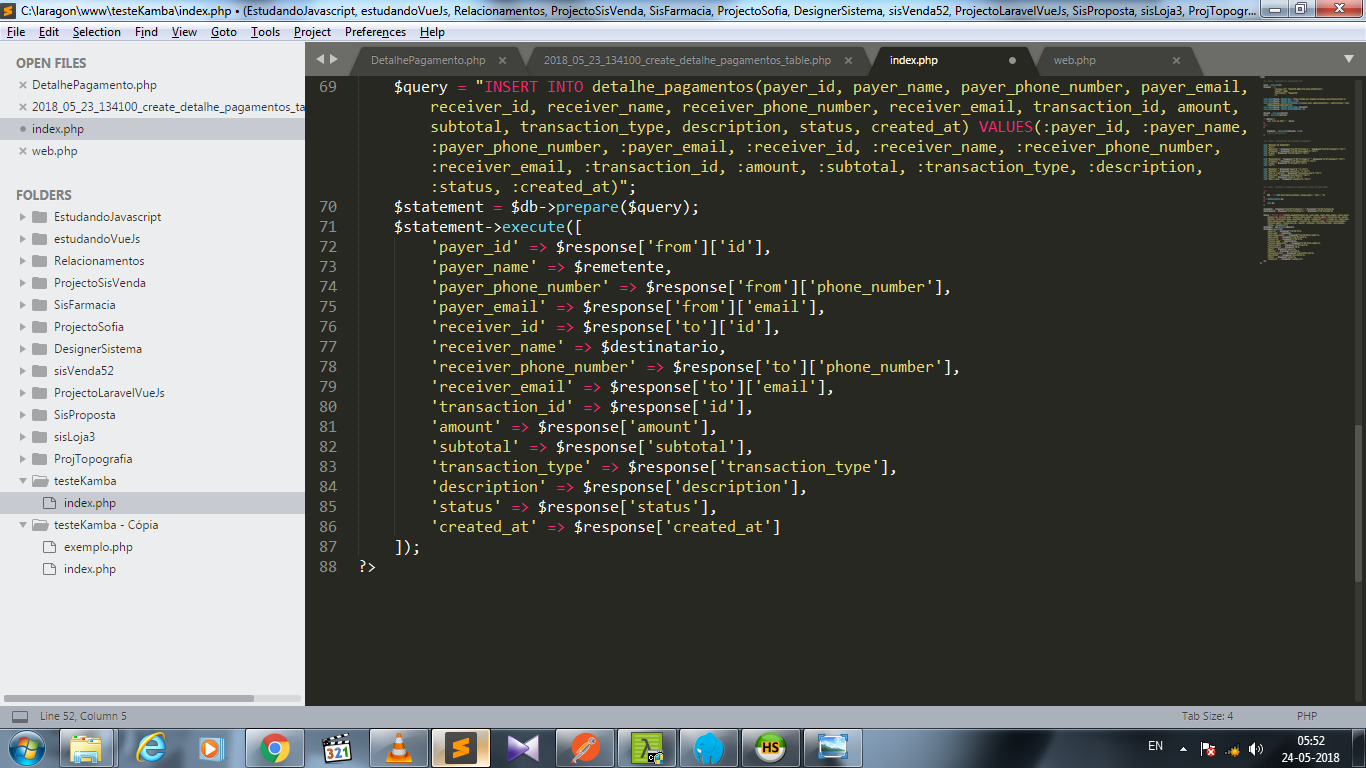 C:\laragon\www\testeKamba\index.php • (EstudandoJavascript, estudandoVueJs, Relacionamentos, ProjectoSisVenda, SisFarmacia, ProjectoSofia, DesignerSistema, sisVenda52, ProjectoLaravelVueJs, SisProposta, sisLoja3, ProjTopogr...
File Edit Selection Find View Goto Tools Project Preferences Help
OPEN FILES
DetalhePagamento.php
2018_05_23_134100_create_detalhe_pagamentos_ta
index.php
web.php
FOLDERS
EstudandoJavascript
estudandoVueJs
Relacionamentos
ProjectoSisVenda
SisFarmacia
ProjectoSofia
DesignerSistema
sisVenda52
ProjectoLaravelVueJs
SisProposta
sisLoja3
ProjTopografia
testeKamba
index.php
testeKamba - Cópia
exemplo.php
index.php
DetalhePagamento.php 2018_05_23_134100_create_detalhe_pagamentos_table.php index.php web.php
69 $query = "INSERT INTO detalhe_pagamentos(payer_id, payer_name, payer_phone_number, payer_email,
receiver_id, receiver_name, receiver_phone_number, receiver_email, transaction_id, amount,
subtotal, transaction_type, description, status, created_at) VALUES(:payer_id, :payer_name,
:payer_phone_number, :payer_email, :receiver_id, :receiver_name, :receiver_phone_number,
:receiver_email, :transaction_id, :amount, :subtotal, :transaction_type, :description,
:status, :created_at)";
70 $statement = $db->prepare($query);
71 $statement->execute([
72 'payer_id' => $response['from']['id'],
73 'payer_name' => $remetente,
74 'payer_phone_number' => $response['from']['phone_number'],
75 'payer_email' => $response['from']['email'],
76 'receiver_id' => $response['to']['id'],
77 'receiver_name' => $destinatario,
78 'receiver_phone_number' => $response['to']['phone_number'],
79 'receiver_email' => $response['to']['email'],
80 'transaction_id' => $response['id'],
81 'amount' => $response['amount'],
82 'subtotal' => $response['subtotal'],
83 'transaction_type' => $response['transaction_type'],
84 'description' => $response['description'],
85 'status' => $response['status'],
86 'created_at' => $response['created_at']
87 ]);
88 ?>
Line 52, Column 5 Tab Size: 4 PHP
321
HS
EN
05:52
24-05-2018